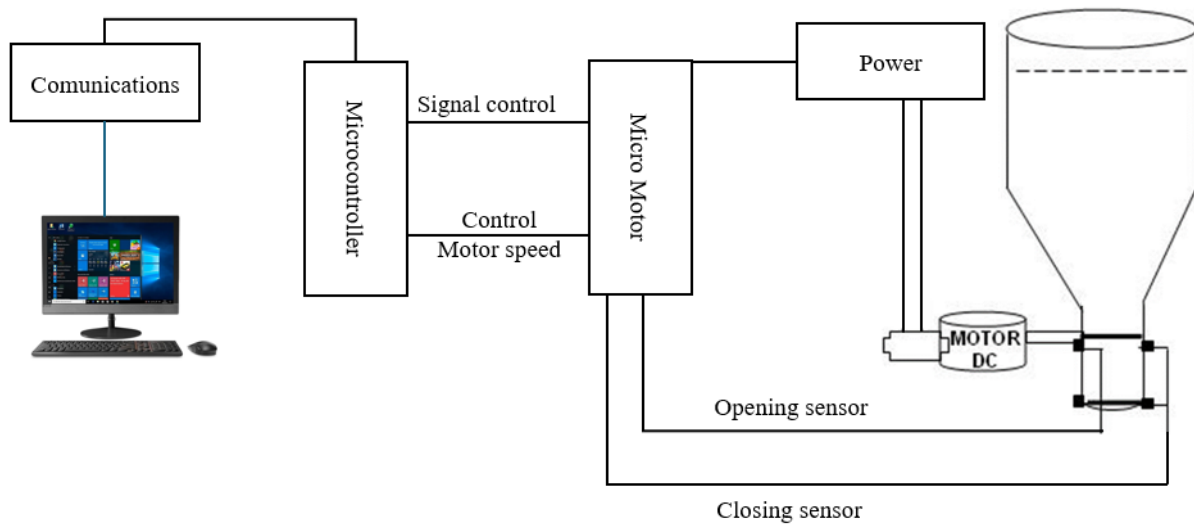 Comunications
Microcontroller
Signal control
Control
Motor speed
Micro Motor
Power
MOTOR
DC
Opening sensor
Closing sensor